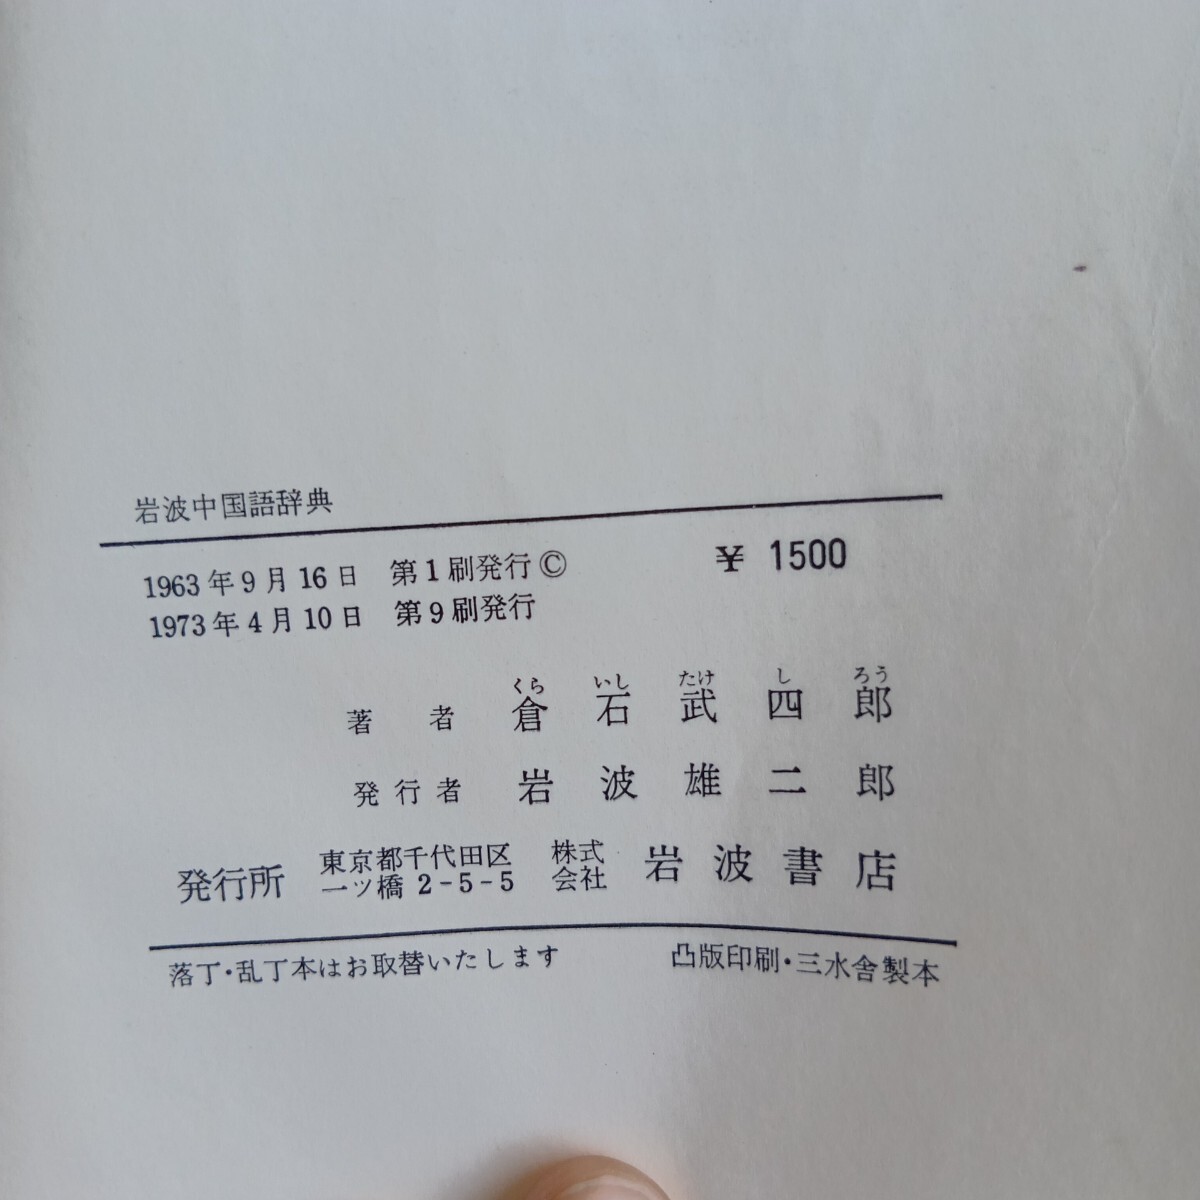 岩波中国語辞典
1963年9月16日 第1刷発行© ¥ 1500
1973年4月10日 第9刷発行
くら いし たけ し ろう
著者 倉石武四郎
発行者 岩波雄二郎
発行所 東京都千代田区 一ツ橋 2-5-5 株式会社 岩波書店
落丁・乱丁本はお取替いたします 凸版印刷・三水舎製本